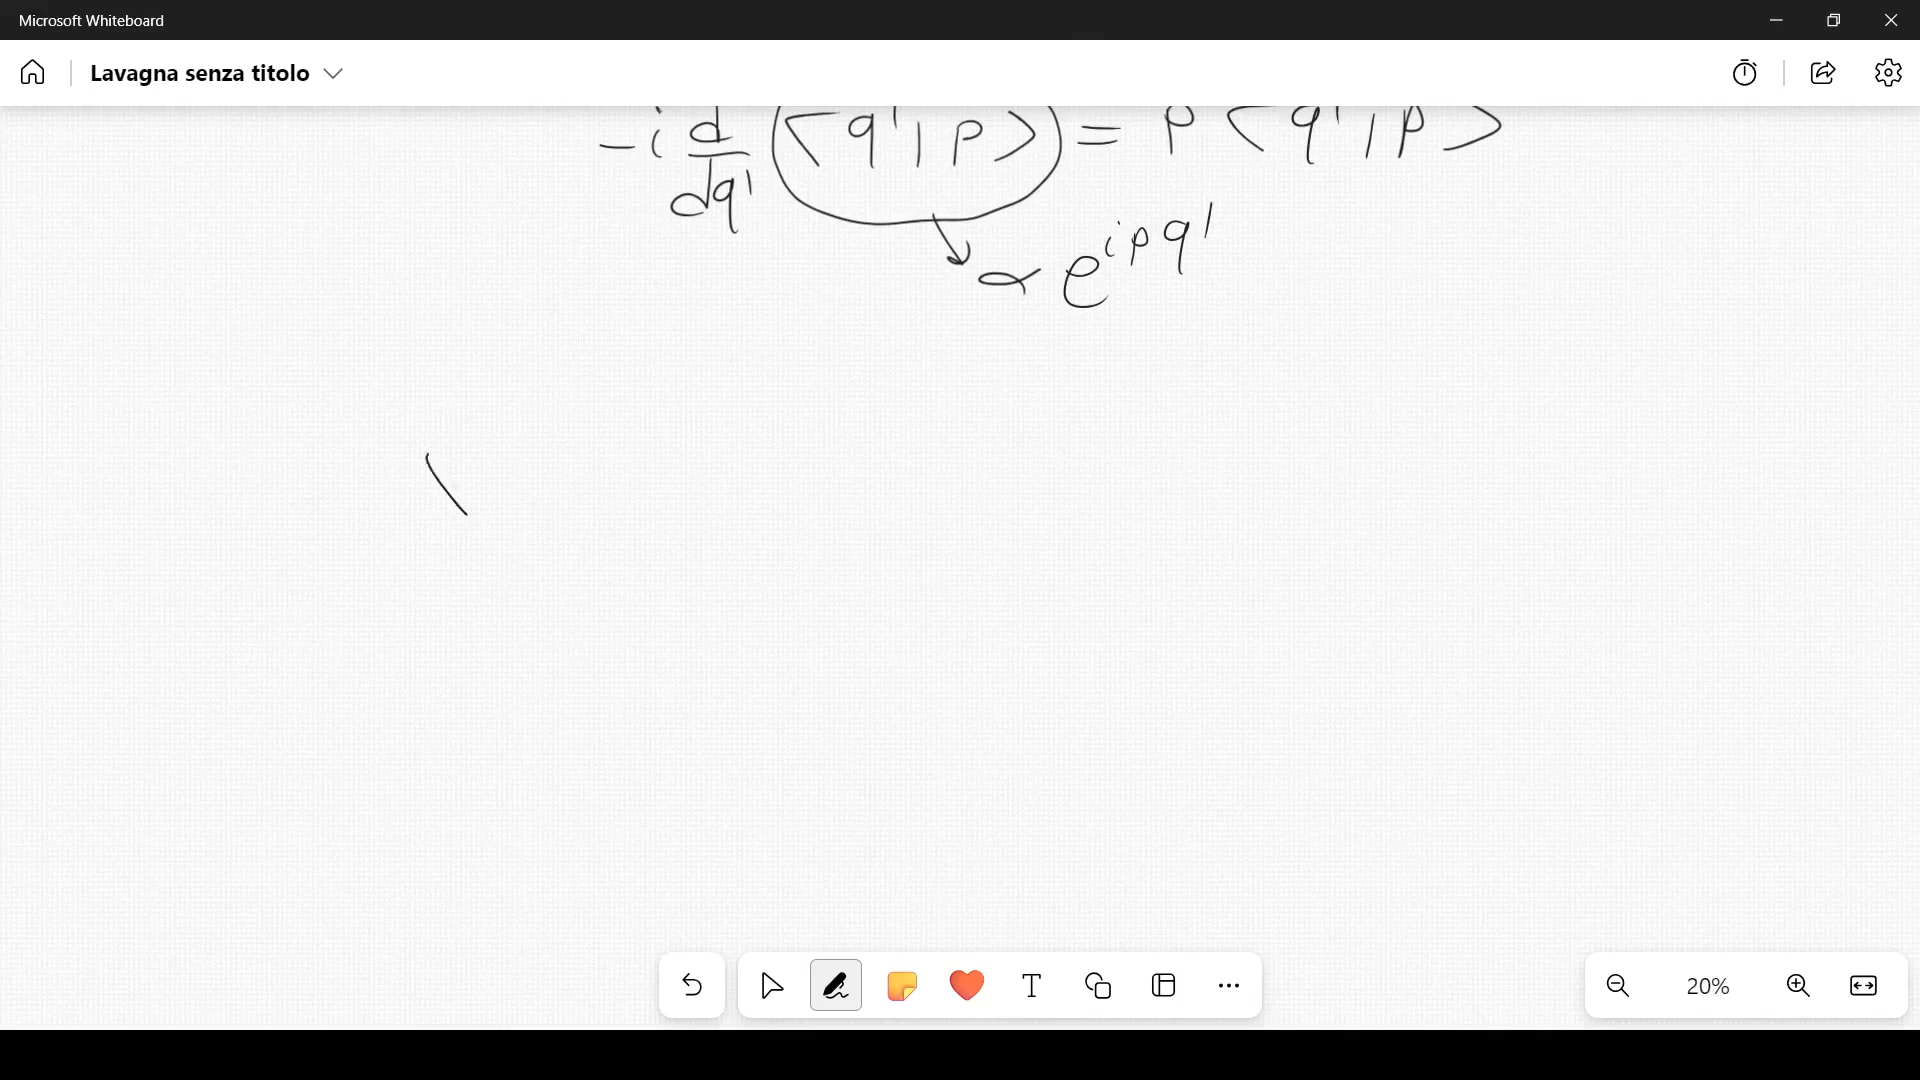 Microsoft Whiteboard
Lavagna senza titolo
-i d/dq' (<q'|p>) = p <q'|p>
∝ e^{ipq'}
20%